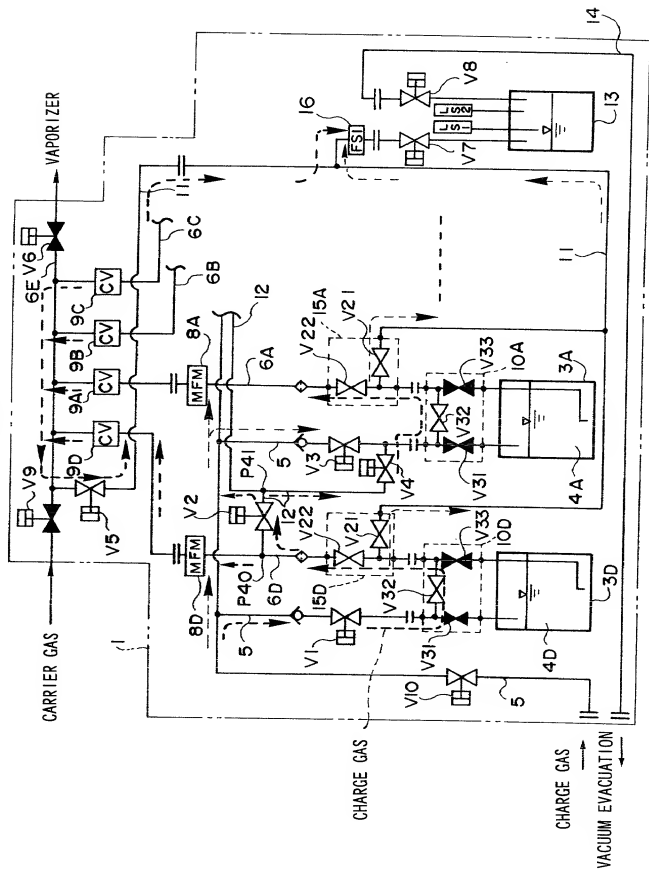 CARRIER GAS
VAPORIZER
1
V9
V6
6E
9C
9B
9A
9D
CV
CV
CV
CV
V5
11
6C
6B
8A
MFM
8D
MFM
12
6A
V2
P41
P40
12
6D
5
5
V22
15A
V21
V3
V4
V22
V21
15D
V1
V32
V33
10A
V31
3A
4A
V32
V33
10D
V31
3D
4D
V10
5
CHARGE GAS
11
16
FS1
V7
V8
LS1
LS2
13
14
CHARGE GAS
VACUUM EVACUATION